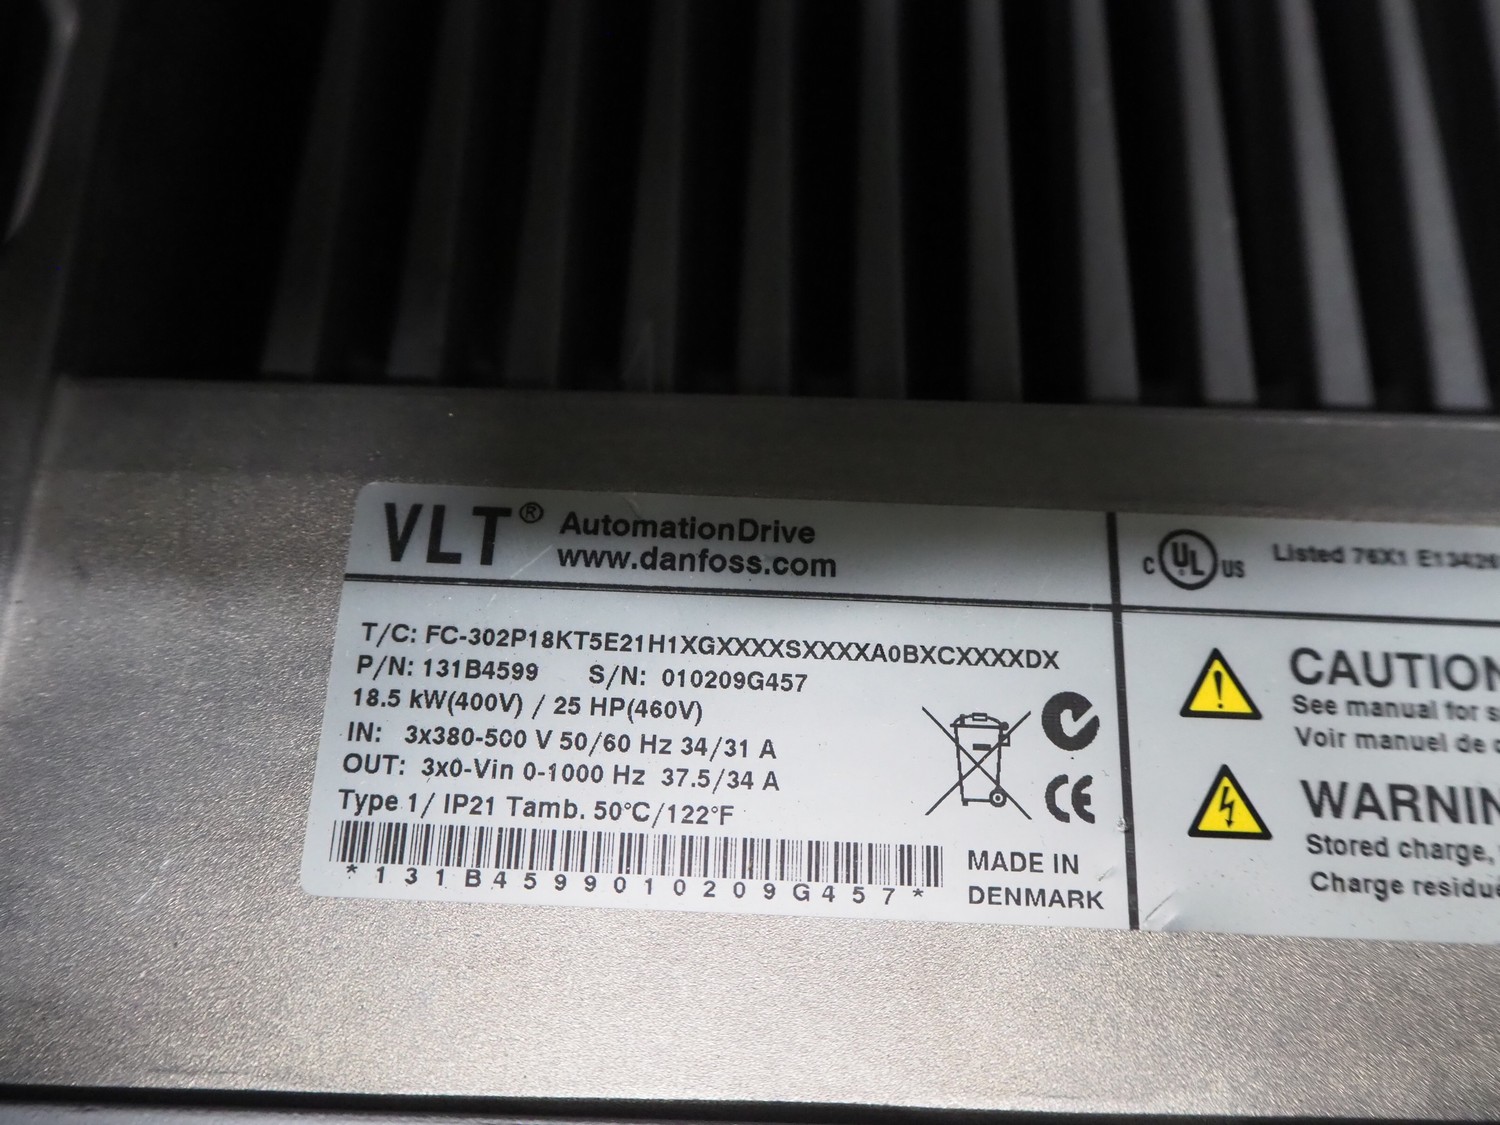 VLT® AutomationDrive
www.danfoss.com
T/C: FC-302P18KT5E21H1XGXXXXSXXXXA0BXCXXXXDX
P/N: 131B4599 S/N: 010209G457
18.5 kW(400V) / 25 HP(460V)
IN: 3x380-500 V 50/60 Hz 34/31 A
OUT: 3x0-Vin 0-1000 Hz 37.5/34 A
Type 1/ IP21 Tamb. 50°C/122°F
*131B4599010209G457*
MADE IN
DENMARK
CE
c UL US Listed 76X1
CAUTION
See manual for
Voir manuel de
Stored charge,
Charge